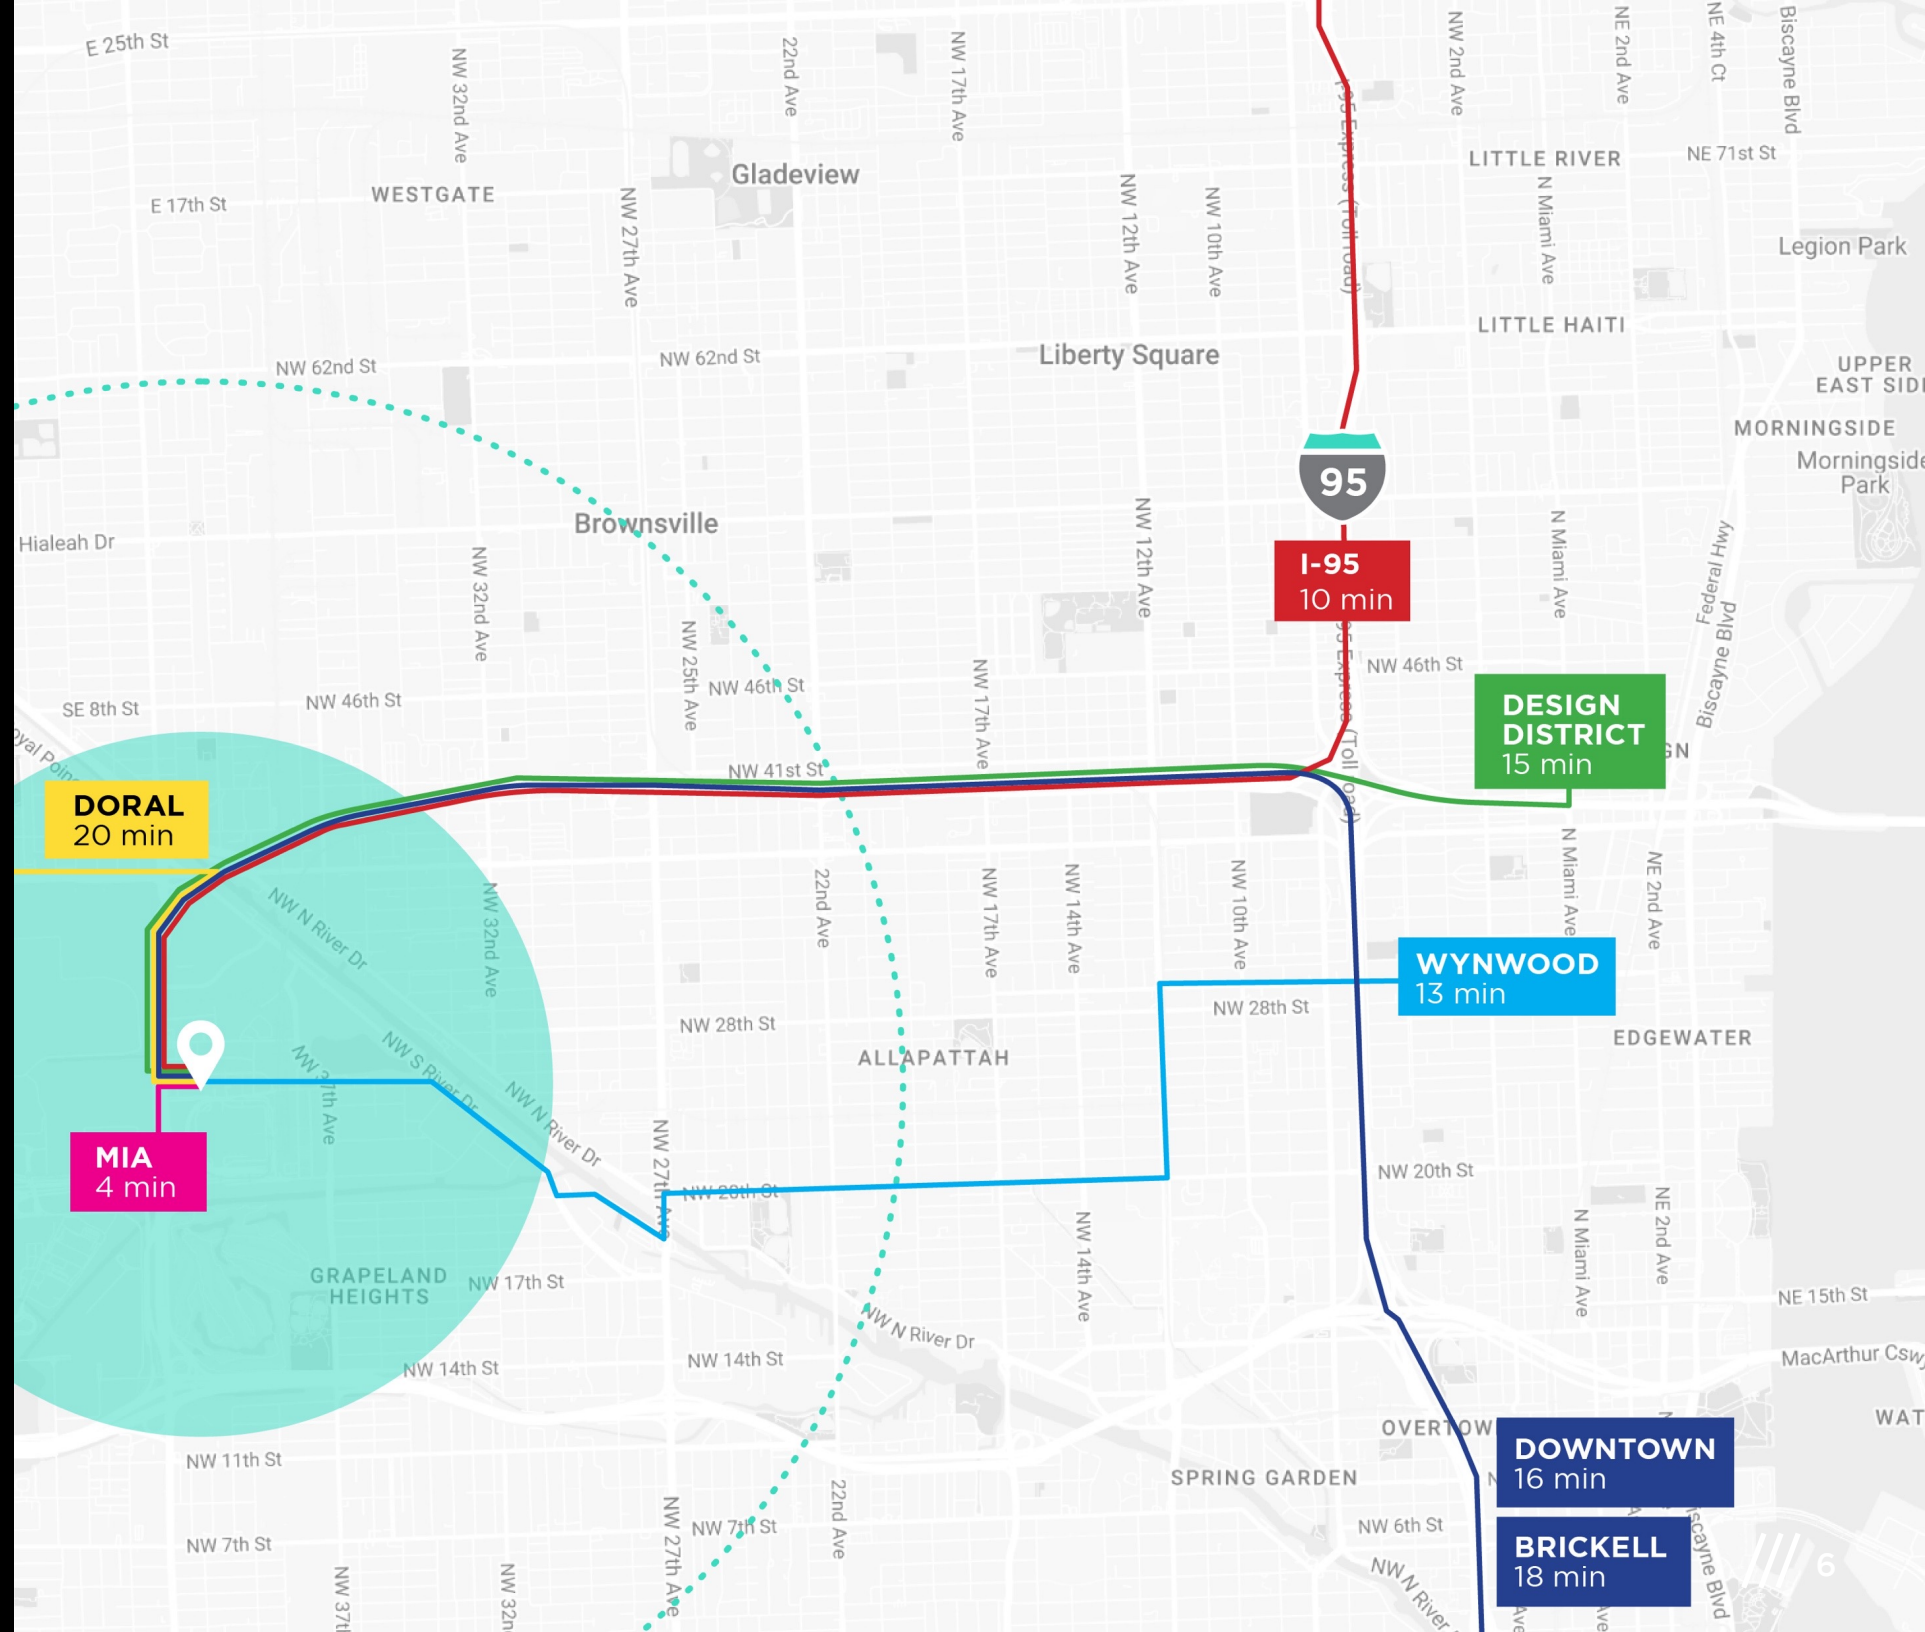 E 25th St
NW 32nd Ave
22nd Ave
NW 17th Ave
NW 2nd Ave
NE 2nd Ave
NE 4th Ct
Biscayne Blvd
Gladeview
LITTLE RIVER
NE 71st St
WESTGATE
E 17th St
NW 27th Ave
NW 12th Ave
NW 10th Ave
N Miami Ave
Legion Park
LITTLE HAITI
NW 62nd St
NW 62nd St
Liberty Square
UPPER
MORNINGSIDE
Park
95
Brownsville
Hialeah Dr
NW 32nd Ave
NW 12th Ave
N Miami Ave
Federal Hwy
Biscayne Blvd
I-95
10 min
NW 25th Ave
NW 46th St
NW 46th St
NW 46th St
SE 8th St
NW 17th Ave
DESIGN
DISTRICT
15 min
NW 41st St
DORAL
20 min
NW N River Dr
NW 32nd Ave
22nd Ave
NW 17th Ave
NW 14th Ave
NW 10th Ave
N Miami Ave
NE 2nd Ave
WYNWOOD
13 min
NW 28th St
NW 28th St
ALLAPATTAH
EDGEWATER
NW 37th Ave
NW S River Dr
NW N River Dr
NW 27th Ave
MIA
4 min
NW 20th St
NW 20th St
NW 14th Ave
N Miami Ave
NE 2nd Ave
GRAPELAND
HEIGHTS
NW 17th St
NE 15th St
NW N River Dr
NW 14th St
NW 14th St
MacArthur
NW 11th St
SPRING GARDEN
DOWNTOWN
16 min
NW 7th St
NW 7th St
22nd Ave
NW 27th Ave
NW 6th St
BRICKELL
18 min
NW N River
6